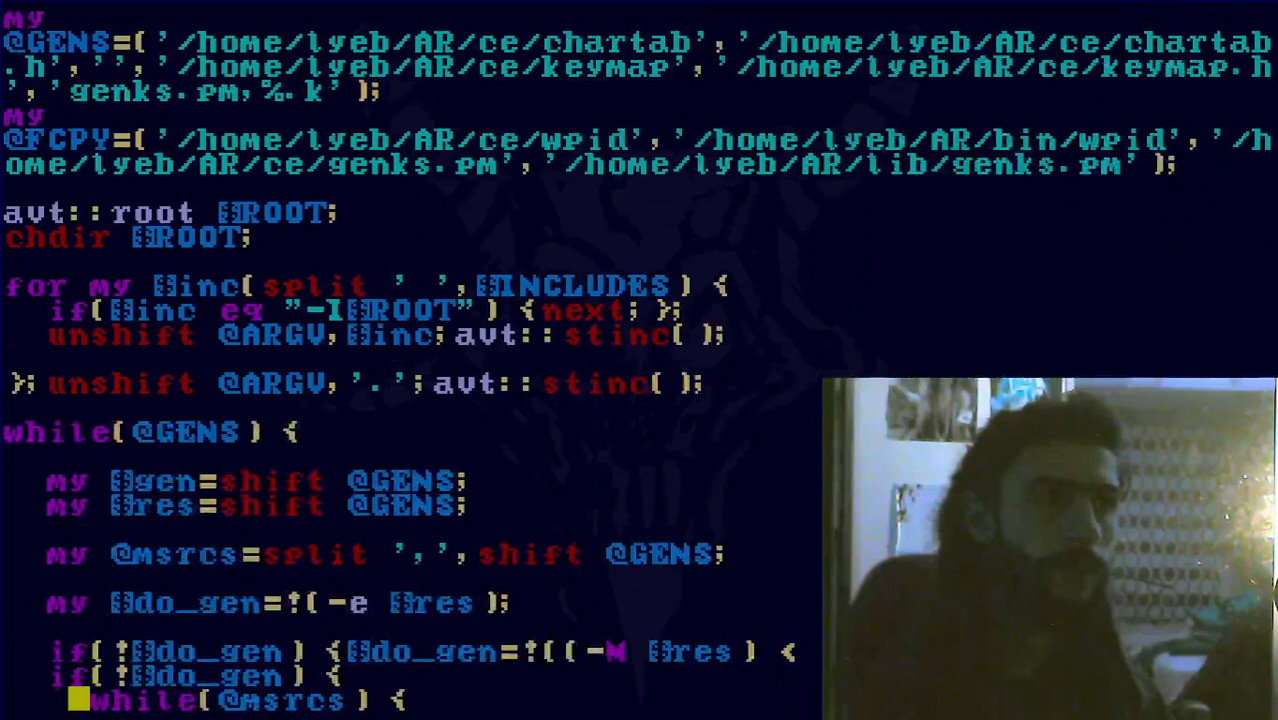 my
@GENS=('/home/lyeb/AR/ce/chartab','/home/lyeb/AR/ce/chartab
.h','','/home/lyeb/AR/ce/keymap','/home/lyeb/AR/ce/keymap.h
','genks.pm,%.k');
my
@FCPY=('/home/lyeb/AR/ce/wpid','/home/lyeb/AR/bin/wpid','/h
ome/lyeb/AR/ce/genks.pm','/home/lyeb/AR/lib/genks.pm');
avt::root $ROOT;
chdir $ROOT;
for my $inc(split ' ',$INCLUDES) {
if($inc eq "-I$ROOT") {next; };
unshift @ARGV,$inc;avt::stinc();
};unshift @ARGV,'.';avt::stinc();
while(@GENS) {
my $gen=shift @GENS;
my $res=shift @GENS;
my @msrcs=split ',',shift @GENS;
my $do_gen=!(-e $res);
if(!$do_gen) {$do_gen=!((-M $res) <
if(!$do_gen) {
while(@msrcs) {